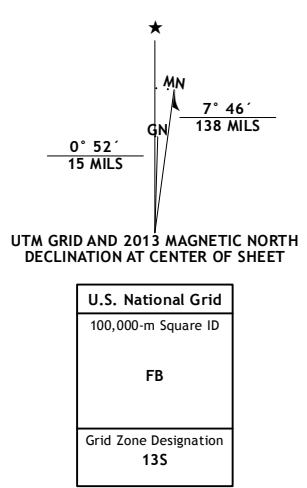 ★
MN
7° 46´
138 MILS
GN
0° 52´
15 MILS
UTM GRID AND 2013 MAGNETIC NORTH
DECLINATION AT CENTER OF SHEET
U.S. National Grid
100,000-m Square ID
FB
Grid Zone Designation
13S